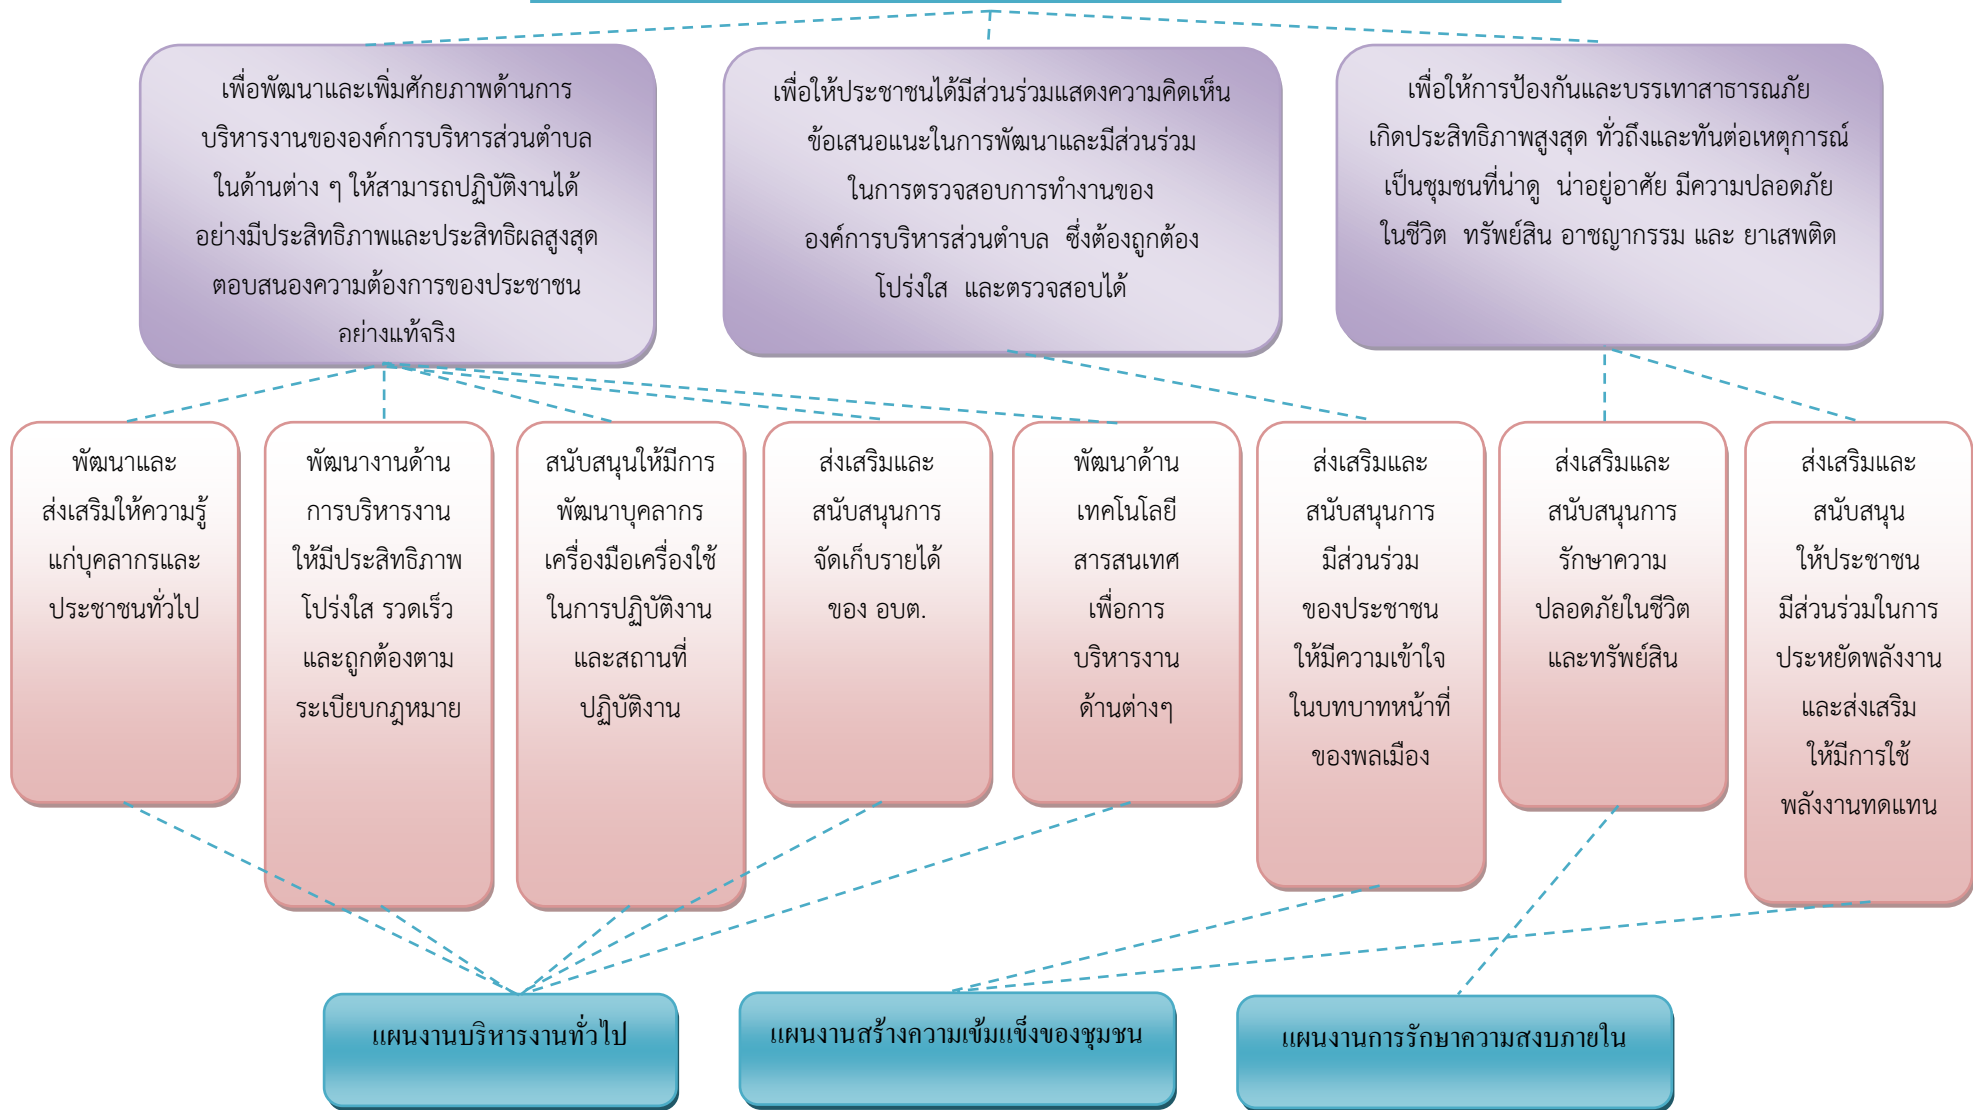 เพื่อพัฒนาและเพิ่มศักยภาพด้านการ
บริหารงานขององค์การบริหารส่วนตำบล
ในด้านต่าง ๆ ให้สามารถปฏิบัติงานได้
อย่างมีประสิทธิภาพและประสิทธิผลสูงสุด
ตอบสนองความต้องการของประชาชน
อย่างแท้จริง
เพื่อให้ประชาชนได้มีส่วนร่วมแสดงความคิดเห็น
ข้อเสนอแนะในการพัฒนาและมีส่วนร่วม
ในการตรวจสอบการทำงานของ
องค์การบริหารส่วนตำบล ซึ่งต้องถูกต้อง
โปร่งใส และตรวจสอบได้
เพื่อให้การป้องกันและบรรเทาสาธารณภัย
เกิดประสิทธิภาพสูงสุด ทั่วถึงและทันต่อเหตุการณ์
เป็นชุมชนที่น่าดู น่าอยู่อาศัย มีความปลอดภัย
ในชีวิต ทรัพย์สิน อาชญากรรม และ ยาเสพติด
พัฒนาและ
ส่งเสริมให้ความรู้
แก่บุคลากรและ
ประชาชนทั่วไป
พัฒนางานด้าน
การบริหารงาน
ให้มีประสิทธิภาพ
โปร่งใส รวดเร็ว
และถูกต้องตาม
ระเบียบกฎหมาย
สนับสนุนให้มีการ
พัฒนาบุคลากร
เครื่องมือเครื่องใช้
ในการปฏิบัติงาน
และสถานที่
ปฏิบัติงาน
ส่งเสริมและ
สนับสนุนการ
จัดเก็บรายได้
ของ อบต.
พัฒนาด้าน
เทคโนโลยี
สารสนเทศ
เพื่อการ
บริหารงาน
ด้านต่างๆ
ส่งเสริมและ
สนับสนุนการ
มีส่วนร่วม
ของประชาชน
ให้มีความเข้าใจ
ในบทบาทหน้าที่
ของพลเมือง
ส่งเสริมและ
สนับสนุนการ
รักษาความ
ปลอดภัยในชีวิต
และทรัพย์สิน
ส่งเสริมและ
สนับสนุน
ให้ประชาชน
มีส่วนร่วมในการ
ประหยัดพลังงาน
และส่งเสริม
ให้มีการใช้
พลังงานทดแทน
แผนงานบริหารงานทั่วไป
แผนงานสร้างความเข้มแข็งของชุมชน
แผนงานการรักษาความสงบภายใน